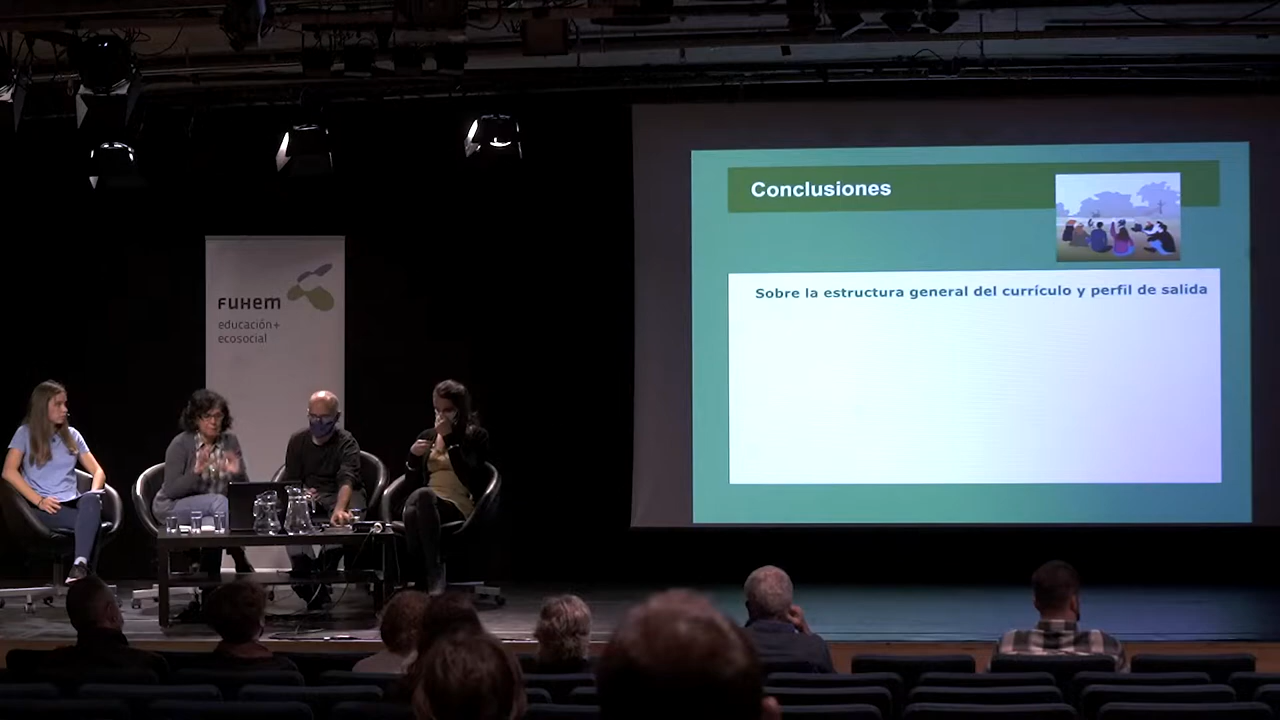 FUHEM
educación+
ecosocial
Conclusiones
Sobre la estructura general del currículo y perfil de salida